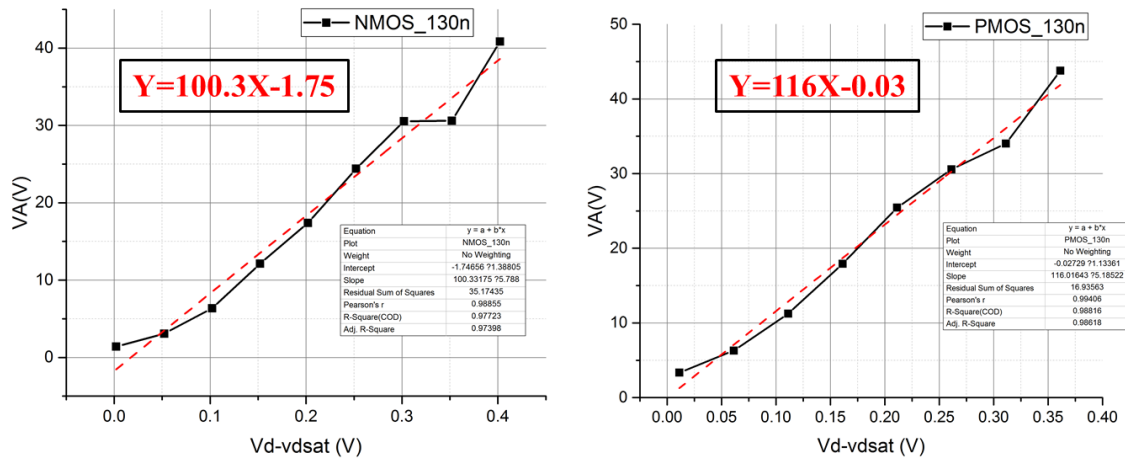 NMOS_130n
Y=100.3X-1.75
40
30
20
10
0
VA(V)
Equation y = a + b*x
Plot NMOS_130n
Weight No Weighting
Intercept -1.74656 ?1.38805
Slope 100.33175 ?5.788
Residual Sum of Squares 35.17435
Pearson's r 0.98855
R-Square(COD) 0.97723
Adj. R-Square 0.97398
0.0 0.1 0.2 0.3 0.4
Vd-vdsat (V)
PMOS_130n
Y=116X-0.03
50
40
30
20
10
0
VA(V)
Equation y = a + b*x
Plot PMOS_130n
Weight No Weighting
Intercept -0.02729 ?1.13361
Slope 116.01643 ?5.18522
Residual Sum of Squares 16.93563
Pearson's r 0.99406
R-Square(COD) 0.98816
Adj. R-Square 0.98618
0.00 0.05 0.10 0.15 0.20 0.25 0.30 0.35 0.40
Vd-vdsat (V)